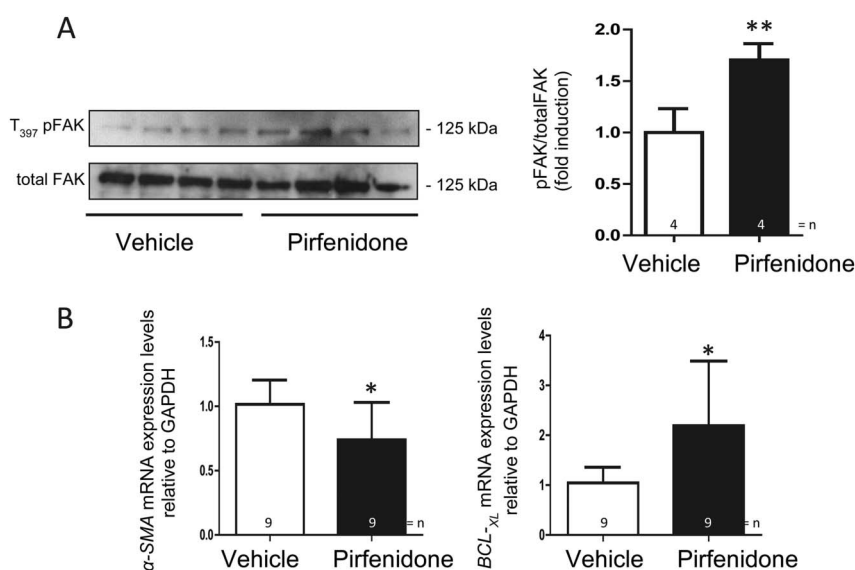 A
T397 pFAK
- 125 kDa
total FAK
- 125 kDa
Vehicle
Pirfenidone
pFAK/totalFAK
(fold induction)
2.0
1.5
1.0
0.5
0.0
**
4
4
= n
Vehicle
Pirfenidone
B
α-SMA mRNA expression levels
relative to GAPDH
1.5
1.0
0.5
0.0
*
9
9
= n
Vehicle
Pirfenidone
BCL-XL mRNA expression levels
relative to GAPDH
4
3
2
1
0
*
9
9
= n
Vehicle
Pirfenidone